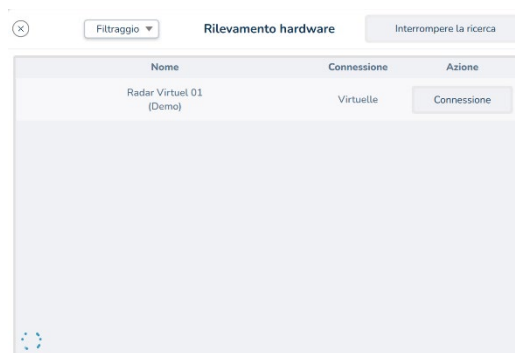 Filtraggio ▼ Rilevamento hardware Interrompere la ricerca
Nome Connessione Azione
Radar Virtuel 01
(Demo) Virtuelle Connessione